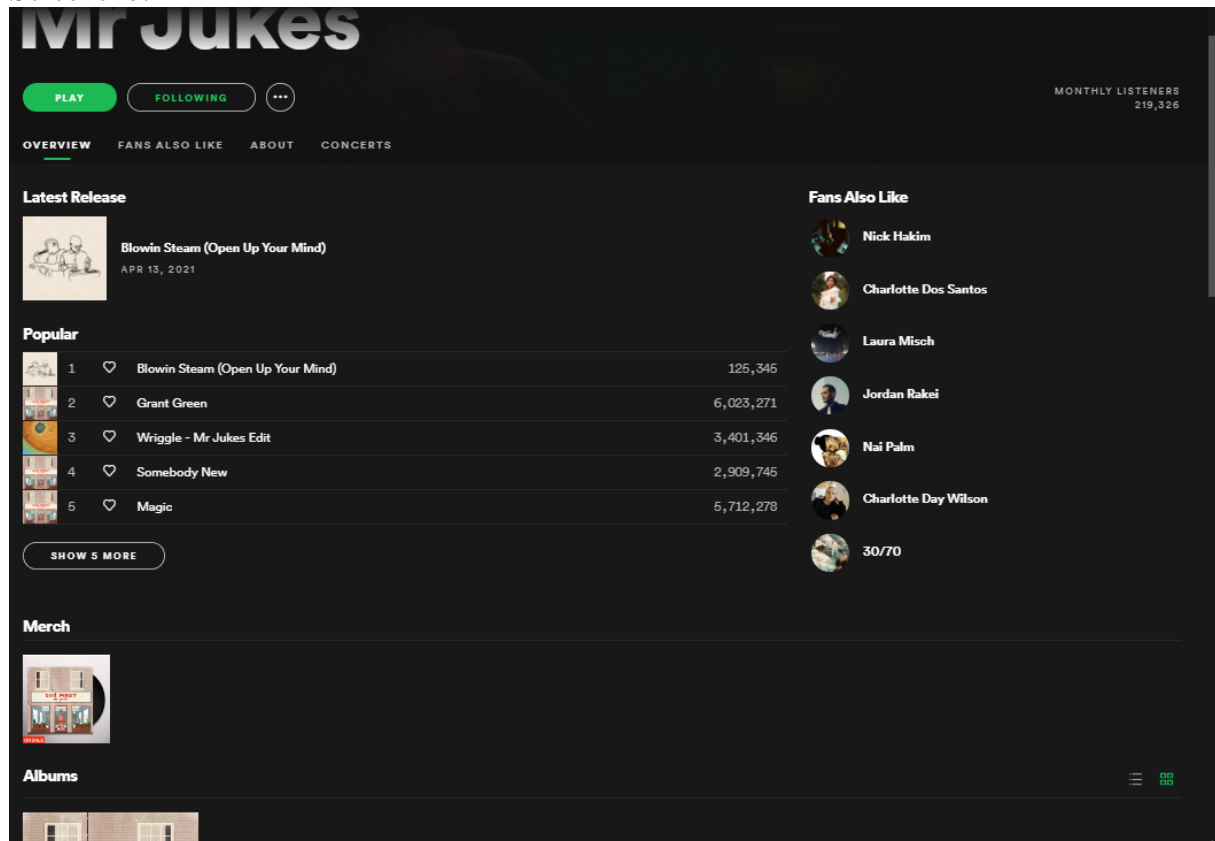 Mr Jukes
PLAY FOLLOWING
MONTHLY LISTENERS
219,326
OVERVIEW FANS ALSO LIKE ABOUT CONCERTS
Latest Release
Blowin Steam (Open Up Your Mind)
APR 13, 2021
Popular
1 Blowin Steam (Open Up Your Mind) 125,345
2 Grant Green 6,023,271
3 Wriggle - Mr Jukes Edit 3,401,346
4 Somebody New 2,909,745
5 Magic 5,712,278
SHOW 5 MORE
Fans Also Like
Nick Hakim
Charlotte Dos Santos
Laura Misch
Jordan Rakei
Nai Palm
Charlotte Day Wilson
30/70
Merch
God FIRST
ON SALE
Albums